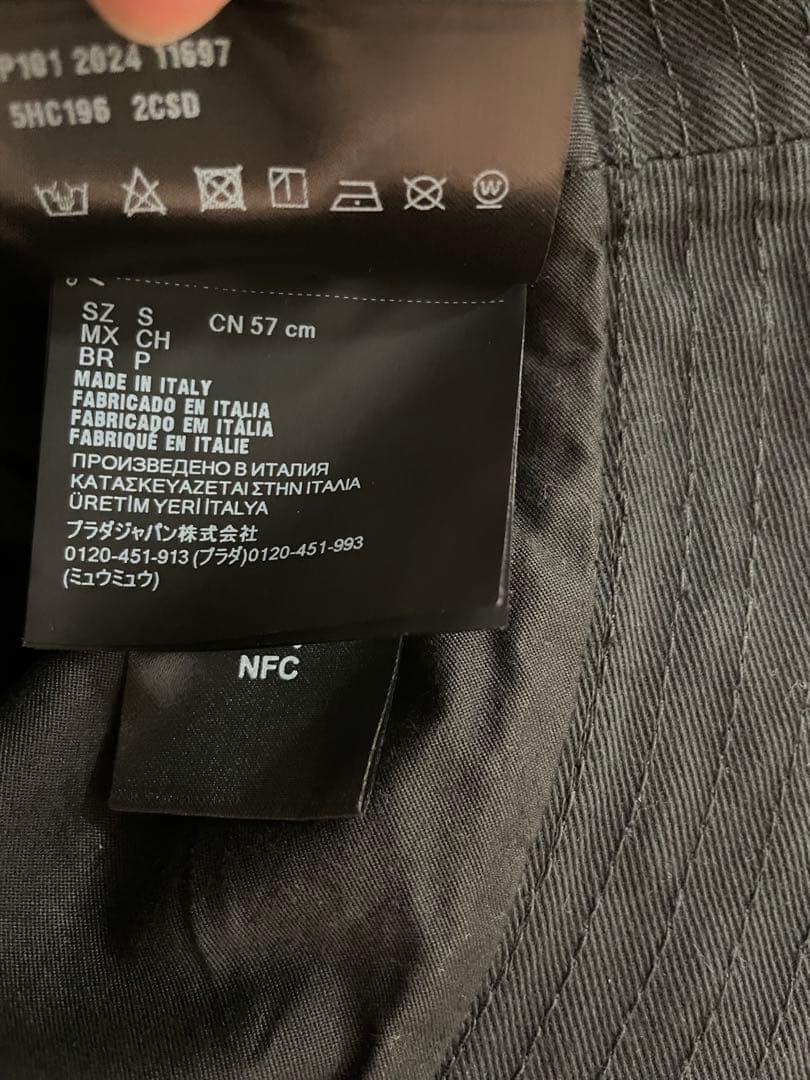 P101 2024 11697
5HC196 2CSD
W
SZ S CN 57 cm
MX CH
BR P
MADE IN ITALY
FABRICADO EN ITALIA
FABRICADO EM ITÁLIA
FABRIQUÉ EN ITALIE
ПРОИЗВЕДЕНО В ИТАЛИЯ
ΚΑΤΑΣΚΕΥΑΖΕΤΑΙ ΣΤΗΝ ΙΤΑΛΙΑ
ÜRETİM YERİ İTALYA
プラダジャパン株式会社
0120-451-913 (プラダ)0120-451-993
(ミュウミュウ)
NFC